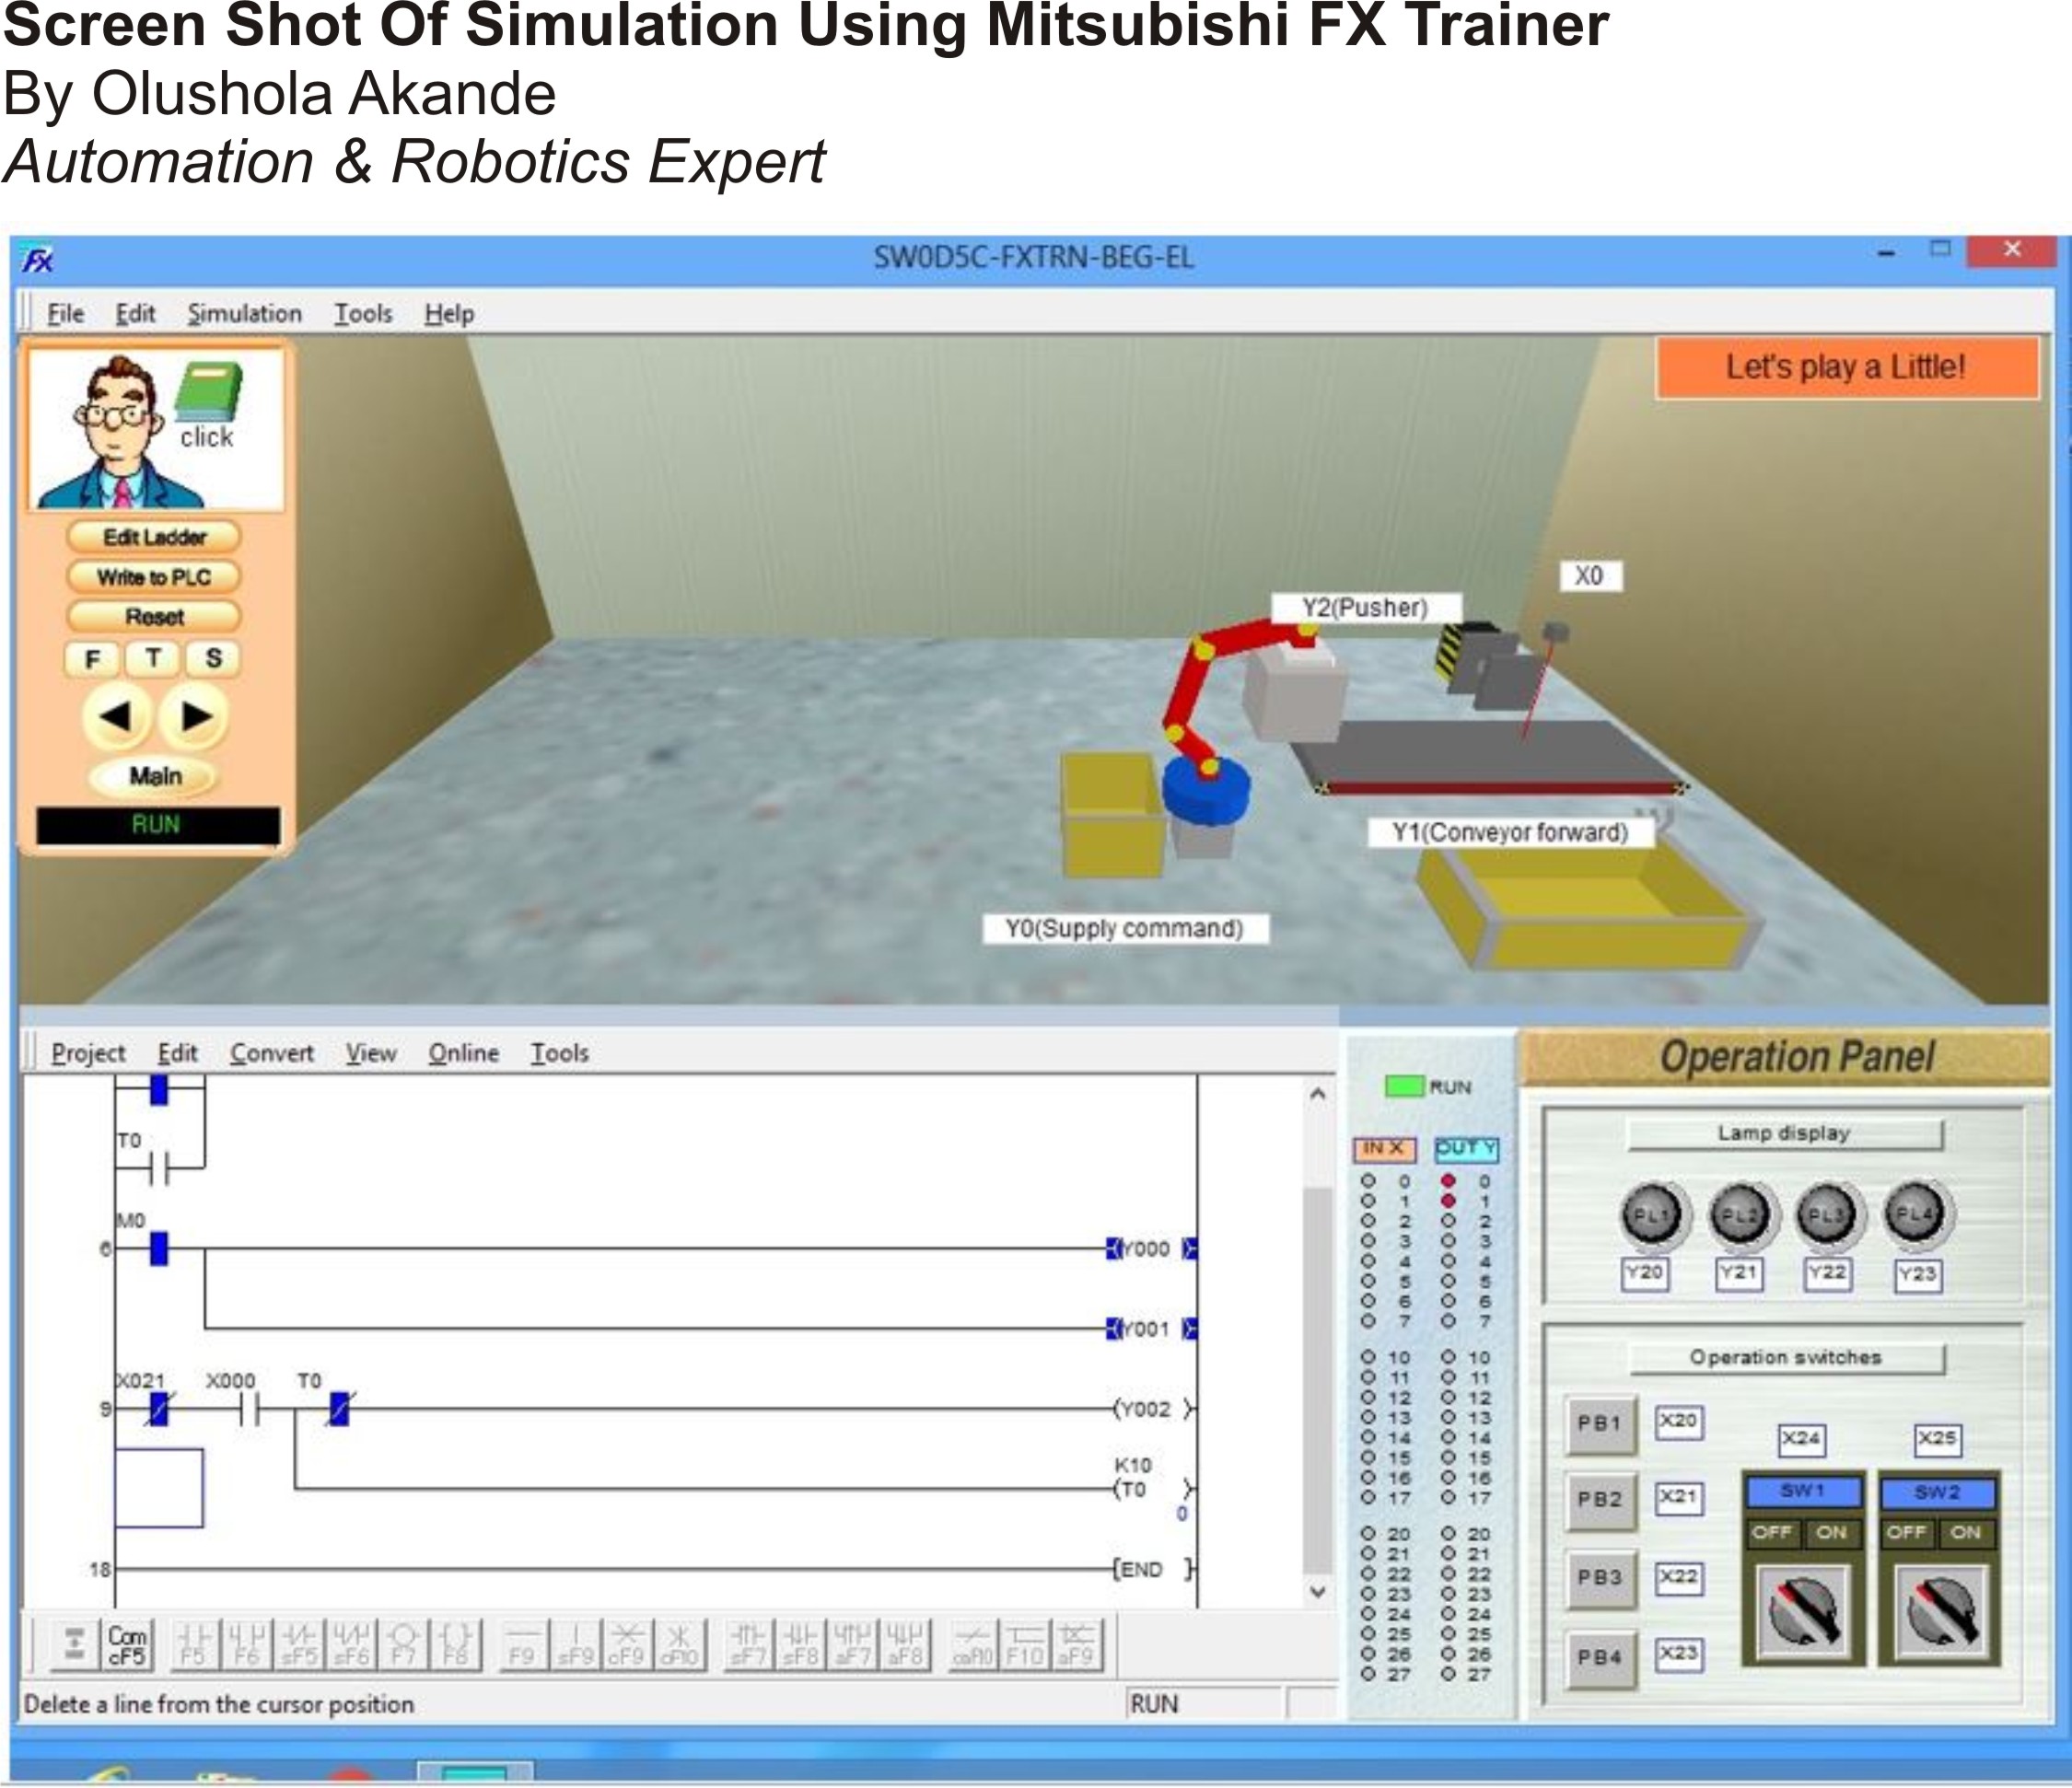 Screen Shot Of Simulation Using Mitsubishi FX Trainer
By Olushola Akande
Automation & Robotics Expert
FX
SW0D5C-FXTRN-BEG-EL
File Edit Simulation Tools Help
Let's play a Little!
click
Edit Ladder
Write to PLC
Reset
F T S
Main
RUN
X0
Y2(Pusher)
Y1(Conveyor forward)
Y0(Supply command)
Project Edit Convert View Online Tools
T0
M0
6 Y000
Y001
X021 X000 T0
9 Y002
K10
T0
0
18 END
Com
cF5 F5 F6 sF5 sF6 F7 F8 F9 sF9 cF9 cF10 sF7 sF8 aF7 aF8 caF10 F10 aF9
Delete a line from the cursor position RUN
RUN
IN X OUT Y
0 0
1 1
2 2
3 3
4 4
5 5
6 6
7 7
10 10
11 11
12 12
13 13
14 14
15 15
16 16
17 17
20 20
21 21
22 22
23 23
24 24
25 25
26 26
27 27
Operation Panel
Lamp display
PL1 PL2 PL3 PL4
Y20 Y21 Y22 Y23
Operation switches
PB1 X20
X24 X25
PB2 X21
SW1 SW2
OFF ON OFF ON
PB3 X22
PB4 X23